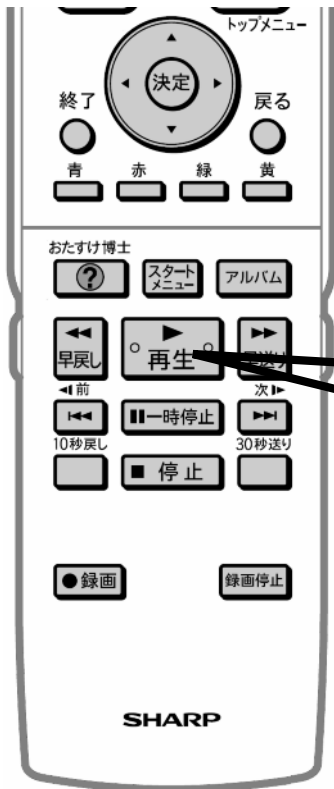 トップメニュー
決定
終了
戻る
青 赤 緑 黄
おたすけ博士
?
スタート
メニュー
アルバム
早戻し
再生
早送り
前
次
一時停止
10秒戻し
30秒送り
停止
録画
録画停止
SHARP